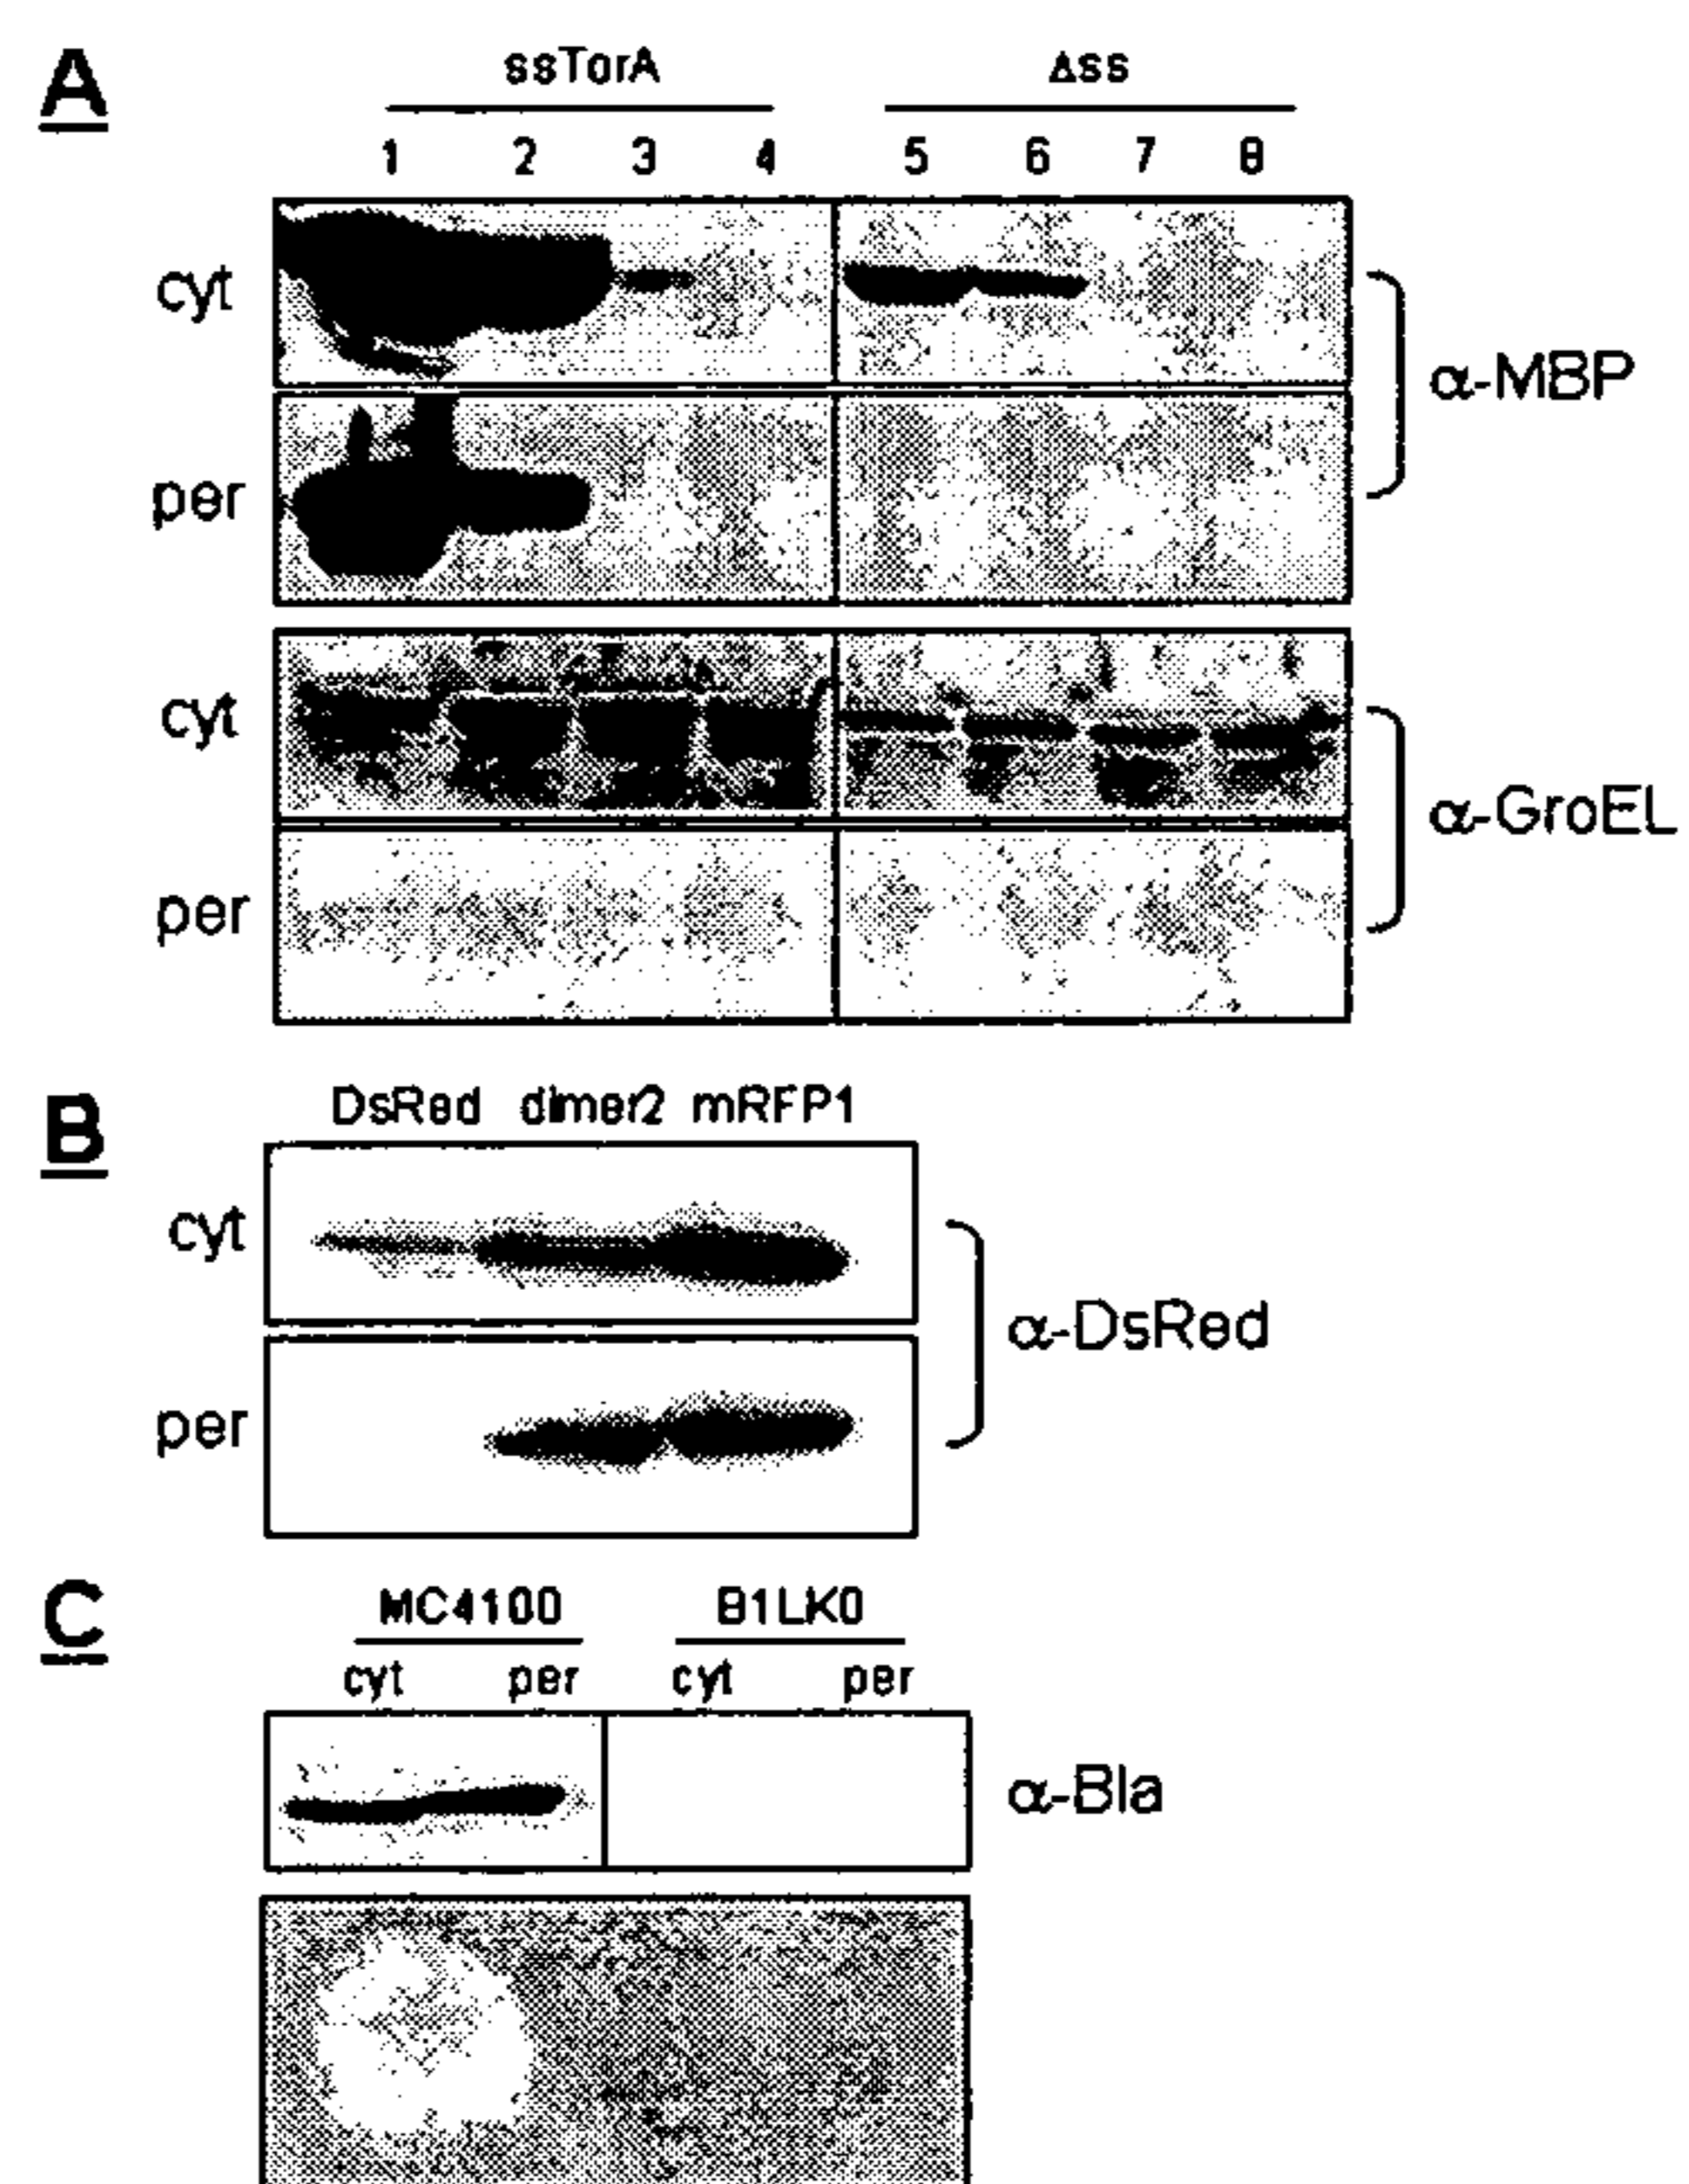 A
ssTorA Δss
1 2 3 4 5 6 7 8
cyt
α-MBP
per
cyt
α-GroEL
per
B
DsRed dimer2 mRFP1
cyt
α-DsRed
per
C
MC4100 B1LK0
cyt per cyt per
α-Bla